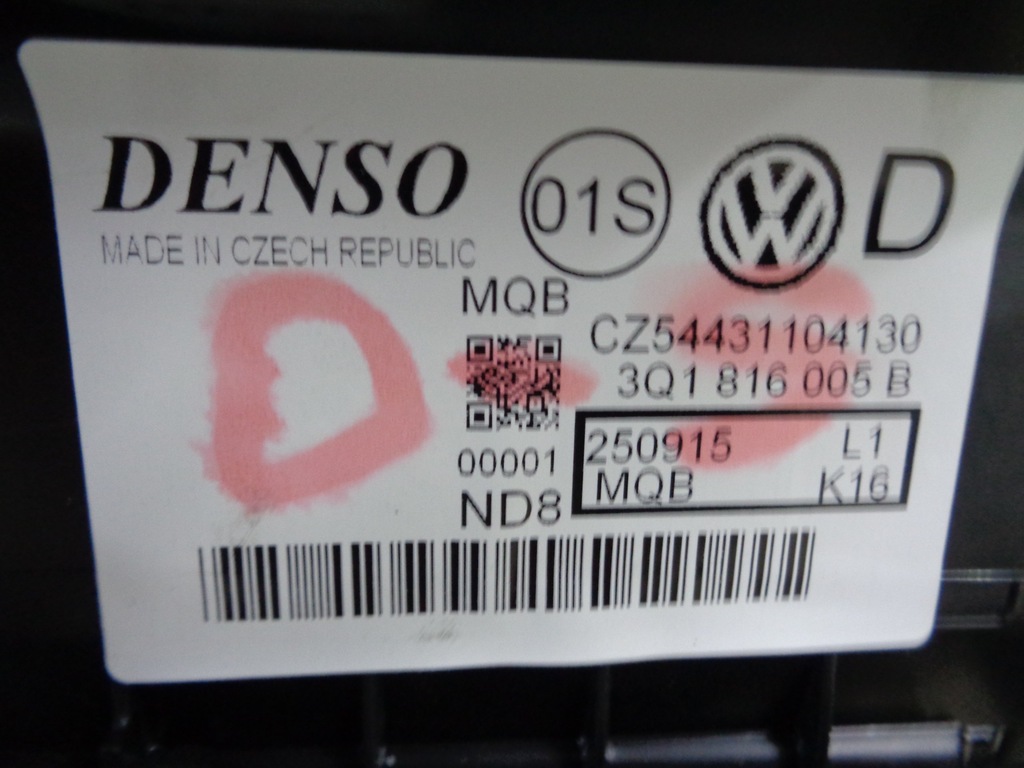 DENSO
01S
D
MADE IN CZECH REPUBLIC
MQB
CZ54431104130
3Q1 816 005 B
250915 L1
00001
MQB K16
ND8
D